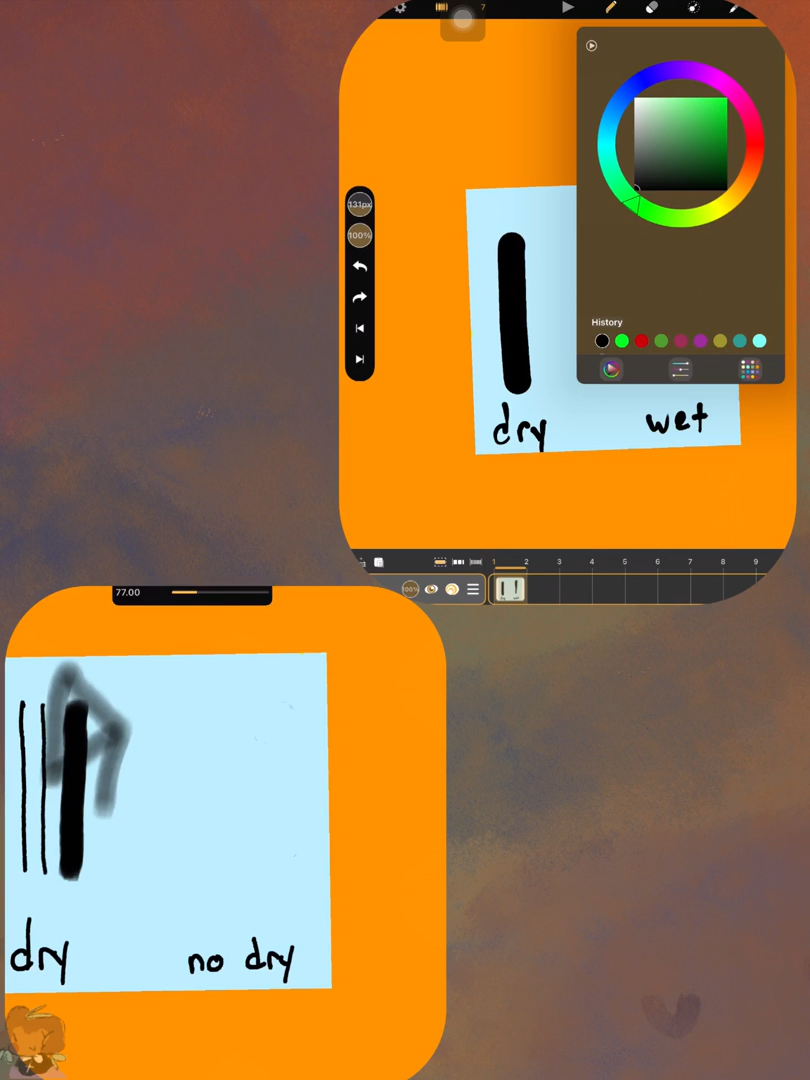 7
131px
100%
History
dry wet
1 2 3 4 5 6 7 8 9
100%
77.00
dry no dry